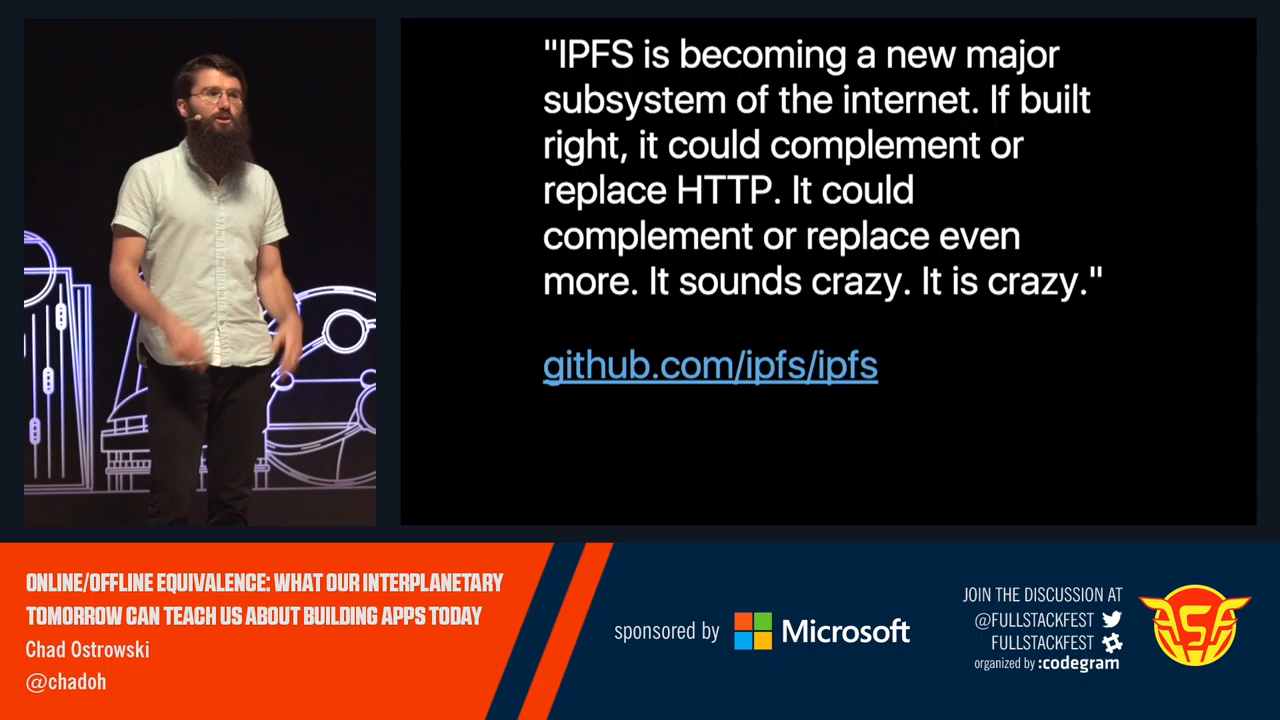 "IPFS is becoming a new major
subsystem of the internet. If built
right, it could complement or
replace HTTP. It could
complement or replace even
more. It sounds crazy. It is crazy."
github.com/ipfs/ipfs
ONLINE/OFFLINE EQUIVALENCE: WHAT OUR INTERPLANETARY
TOMORROW CAN TEACH US ABOUT BUILDING APPS TODAY
Chad Ostrowski
@chadoh
sponsored by Microsoft
JOIN THE DISCUSSION AT
@FULLSTACKFEST
FULLSTACKFEST
organized by :codegram
FSF